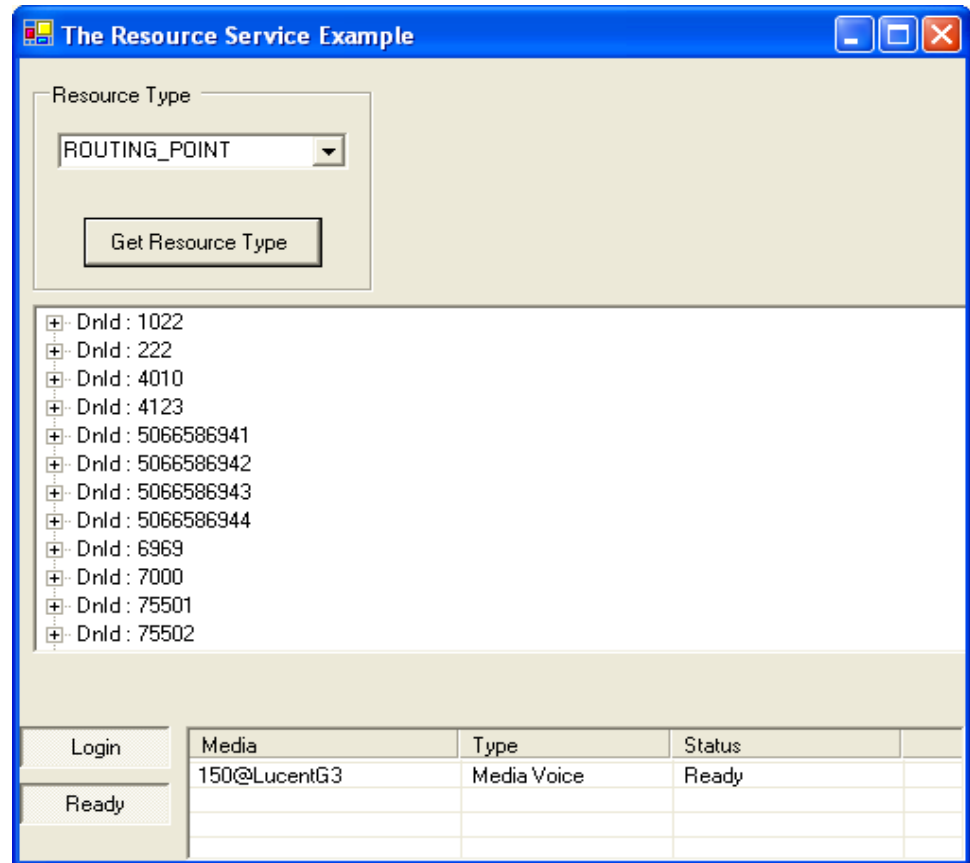 The Resource Service Example
Resource Type
ROUTING_POINT
Get Resource Type
DnId : 1022
DnId : 222
DnId : 4010
DnId : 4123
DnId : 5066586941
DnId : 5066586942
DnId : 5066586943
DnId : 5066586944
DnId : 6969
DnId : 7000
DnId : 75501
DnId : 75502
Login
Media Type Status
150@LucentG3 Media Voice Ready
Ready